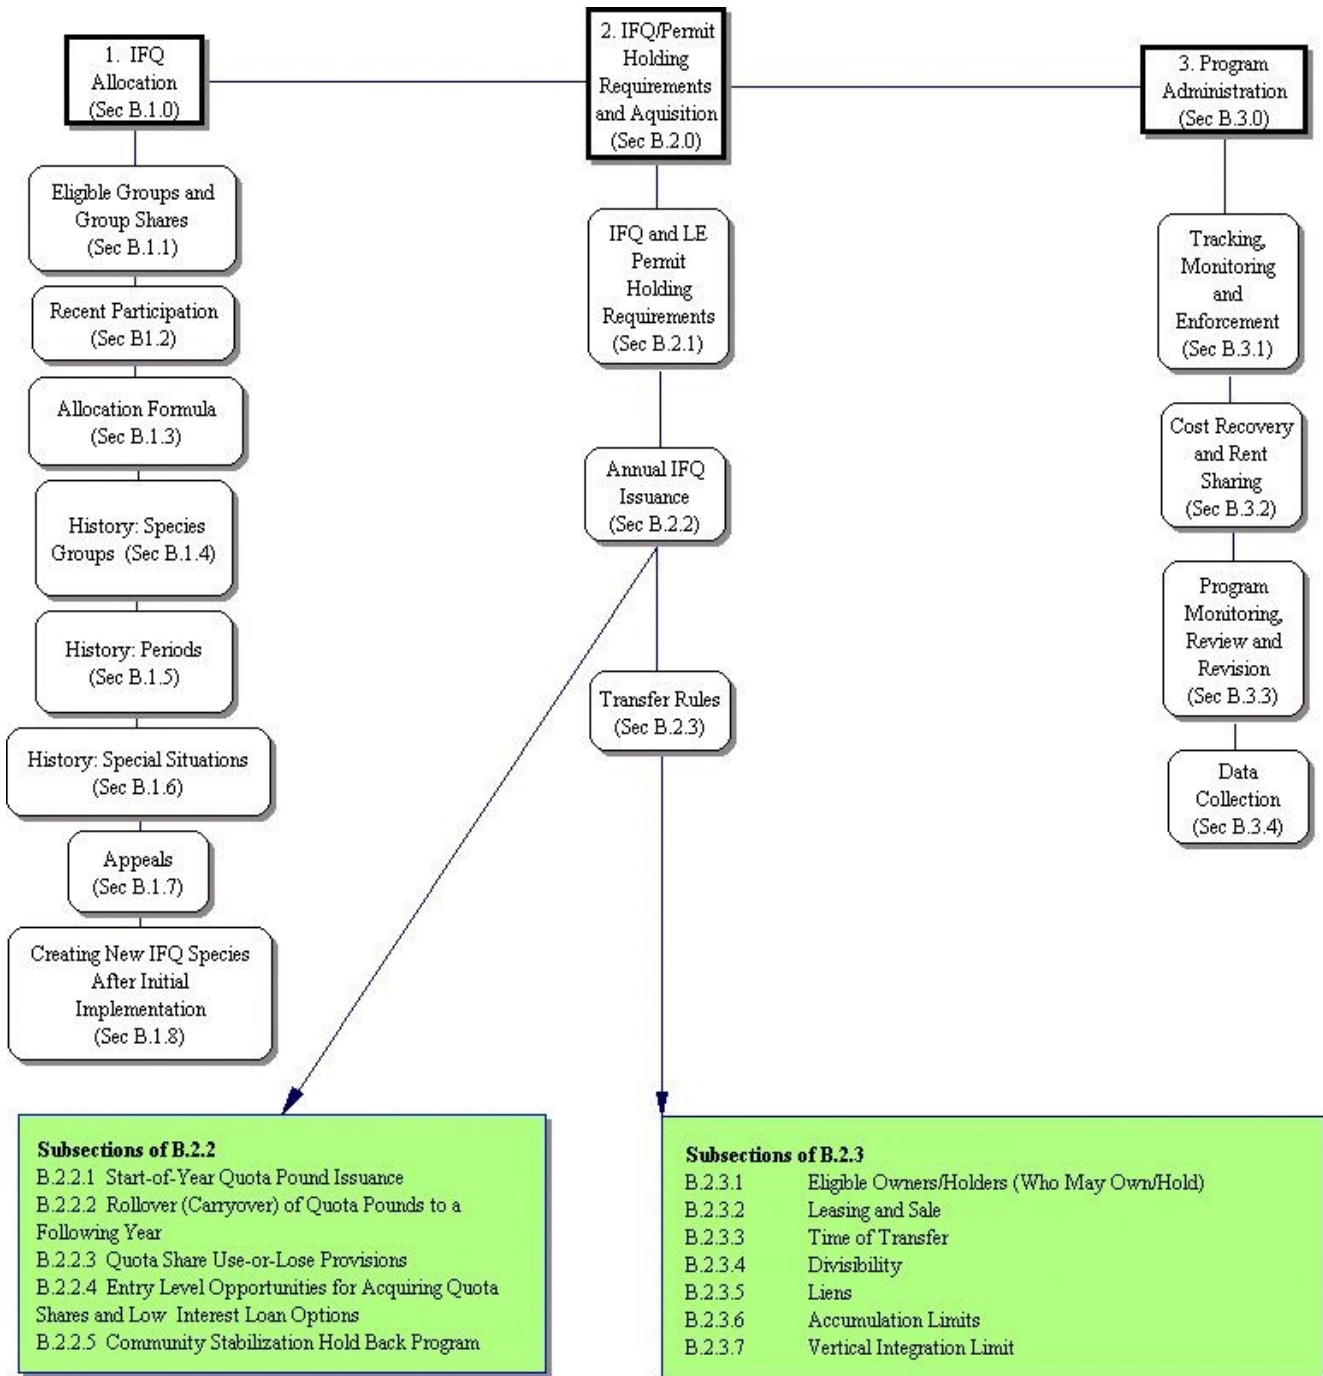 1. IFQ
Allocation
(Sec B.1.0)
Eligible Groups and
Group Shares
(Sec B.1.1)
Recent Participation
(Sec B1.2)
Allocation Formula
(Sec B.1.3)
History: Species
Groups (Sec B.1.4)
History: Periods
(Sec B.1.5)
History: Special Situations
(Sec B.1.6)
Appeals
(Sec B.1.7)
Creating New IFQ Species
After Initial
Implementation
(Sec B.1.8)
2. IFQ/Permit
Holding
Requirements
and Aquisition
(Sec B.2.0)
IFQ and LE
Permit
Holding
Requirements
(Sec B.2.1)
Annual IFQ
Issuance
(Sec B.2.2)
Transfer Rules
(Sec B.2.3)
3. Program
Administration
(Sec B.3.0)
Tracking,
Monitoring
and
Enforcement
(Sec B.3.1)
Cost Recovery
and Rent
Sharing
(Sec B.3.2)
Program
Monitoring,
Review and
Revision
(Sec B.3.3)
Data
Collection
(Sec B.3.4)
Subsections of B.2.2
B.2.2.1 Start-of-Year Quota Pound Issuance
B.2.2.2 Rollover (Carryover) of Quota Pounds to a
Following Year
B.2.2.3 Quota Share Use-or-Lose Provisions
B.2.2.4 Entry Level Opportunities for Acquiring Quota
Shares and Low Interest Loan Options
B.2.2.5 Community Stabilization Hold Back Program
Subsections of B.2.3
B.2.3.1 Eligible Owners/Holders (Who May Own/Hold)
B.2.3.2 Leasing and Sale
B.2.3.3 Time of Transfer
B.2.3.4 Divisibility
B.2.3.5 Liens
B.2.3.6 Accumulation Limits
B.2.3.7 Vertical Integration Limit